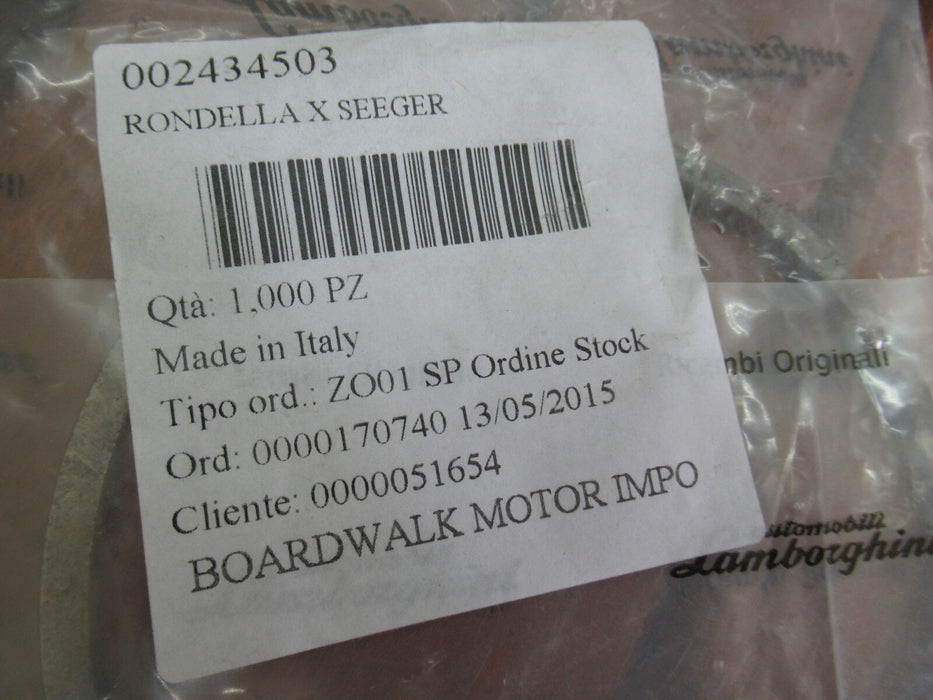 002434503
RONDELLA X SEEGER
Qtà: 1,000 PZ
Made in Italy
Tipo ord.: ZO01 SP Ordine Stock
Ord: 0000170740 13/05/2015
Cliente: 0000051654
BOARDWALK MOTOR IMPO
Originali
Automobili
Lamborghini